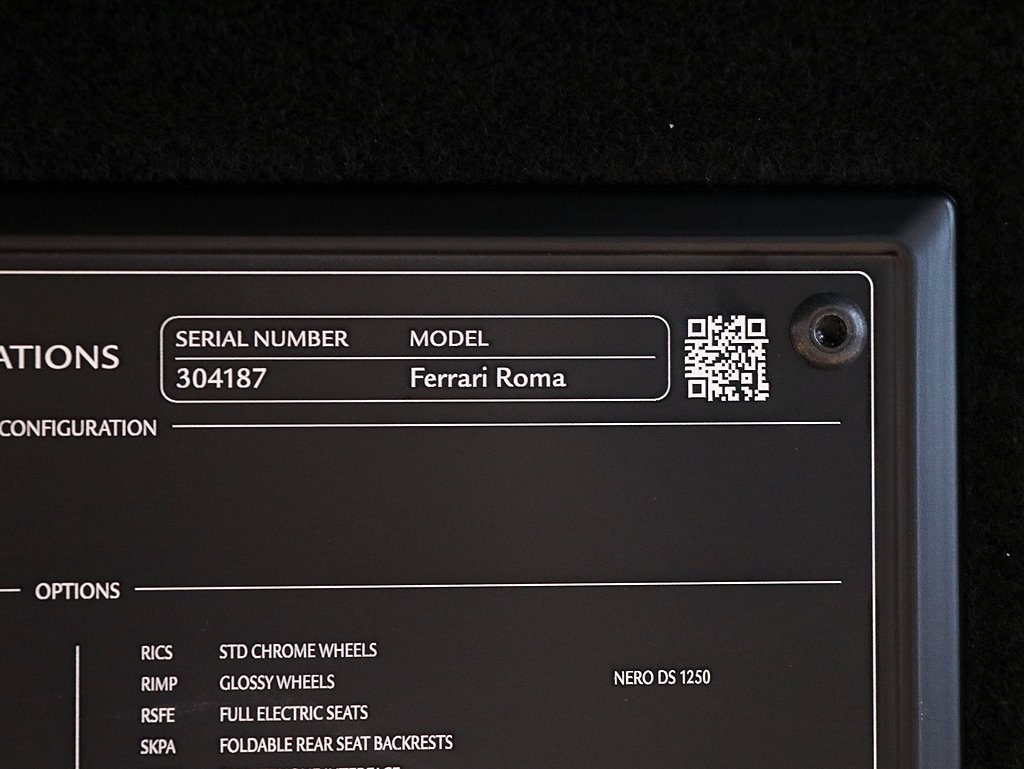 ATIONS
SERIAL NUMBER MODEL
304187 Ferrari Roma
CONFIGURATION
OPTIONS
RICS STD CHROME WHEELS
RIMP GLOSSY WHEELS NERO DS 1250
RSFE FULL ELECTRIC SEATS
SKPA FOLDABLE REAR SEAT BACKRESTS